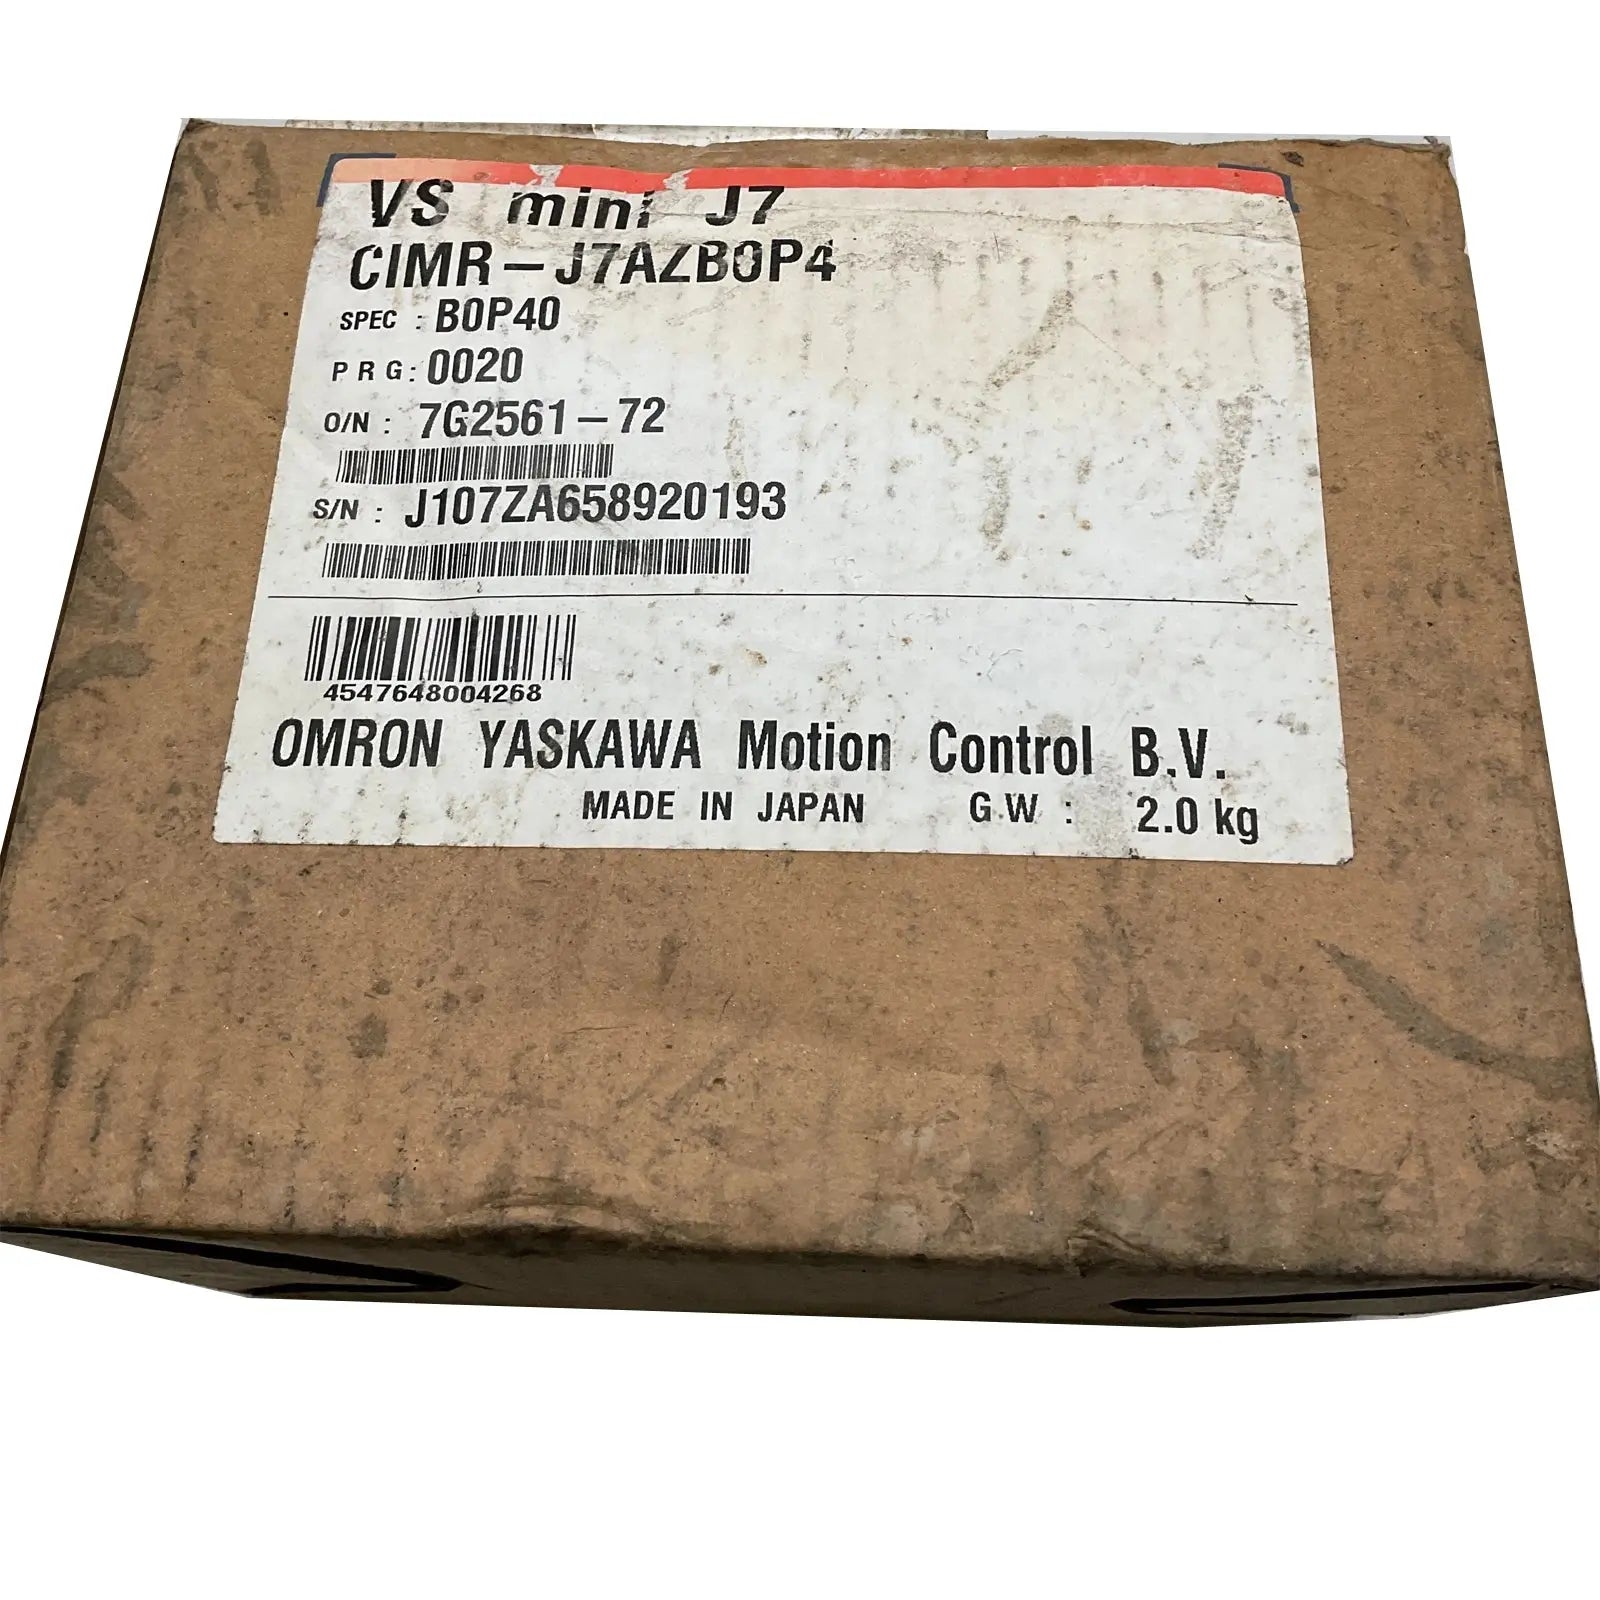 VS mini J7
CIMR-J7AZB0P4
SPEC : B0P40
PRG: 0020
O/N : 7G2561-72
S/N : J107ZA658920193
4547648004268
OMRON YASKAWA Motion Control B.V.
MADE IN JAPAN G.W : 2.0 kg